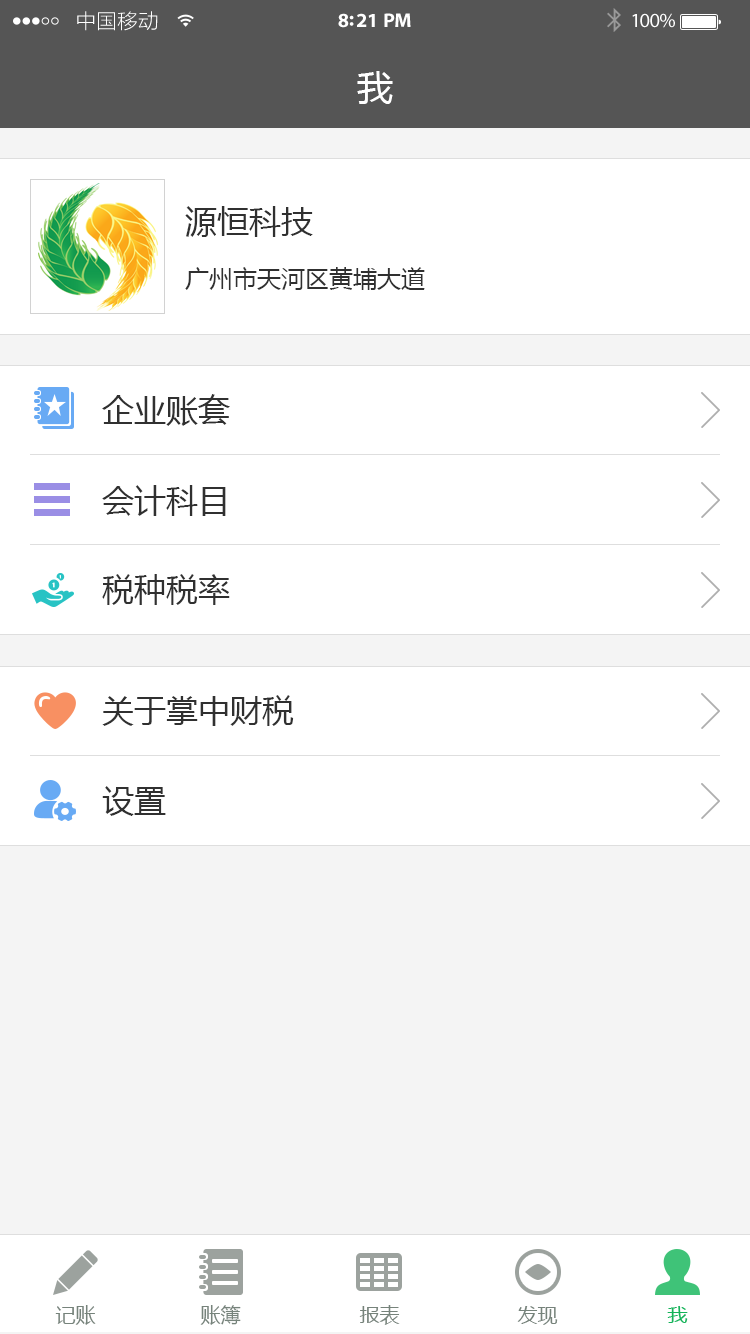 中国移动 8:21 PM 100%
我
源恒科技
广州市天河区黄埔大道
企业账套
会计科目
税种税率
关于掌中财税
设置
记账 账簿 报表 发现 我